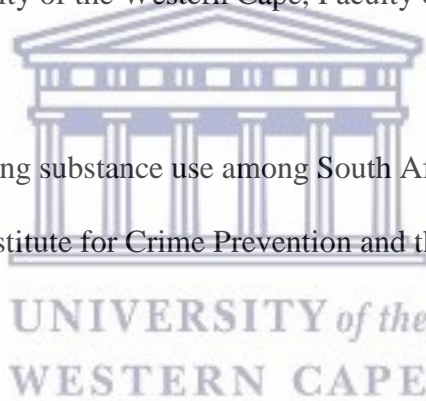 ity of the Western Cape, Faculty
ing substance use among South Af
stitute for Crime Prevention and th
UNIVERSITY of the
WESTERN CAPE